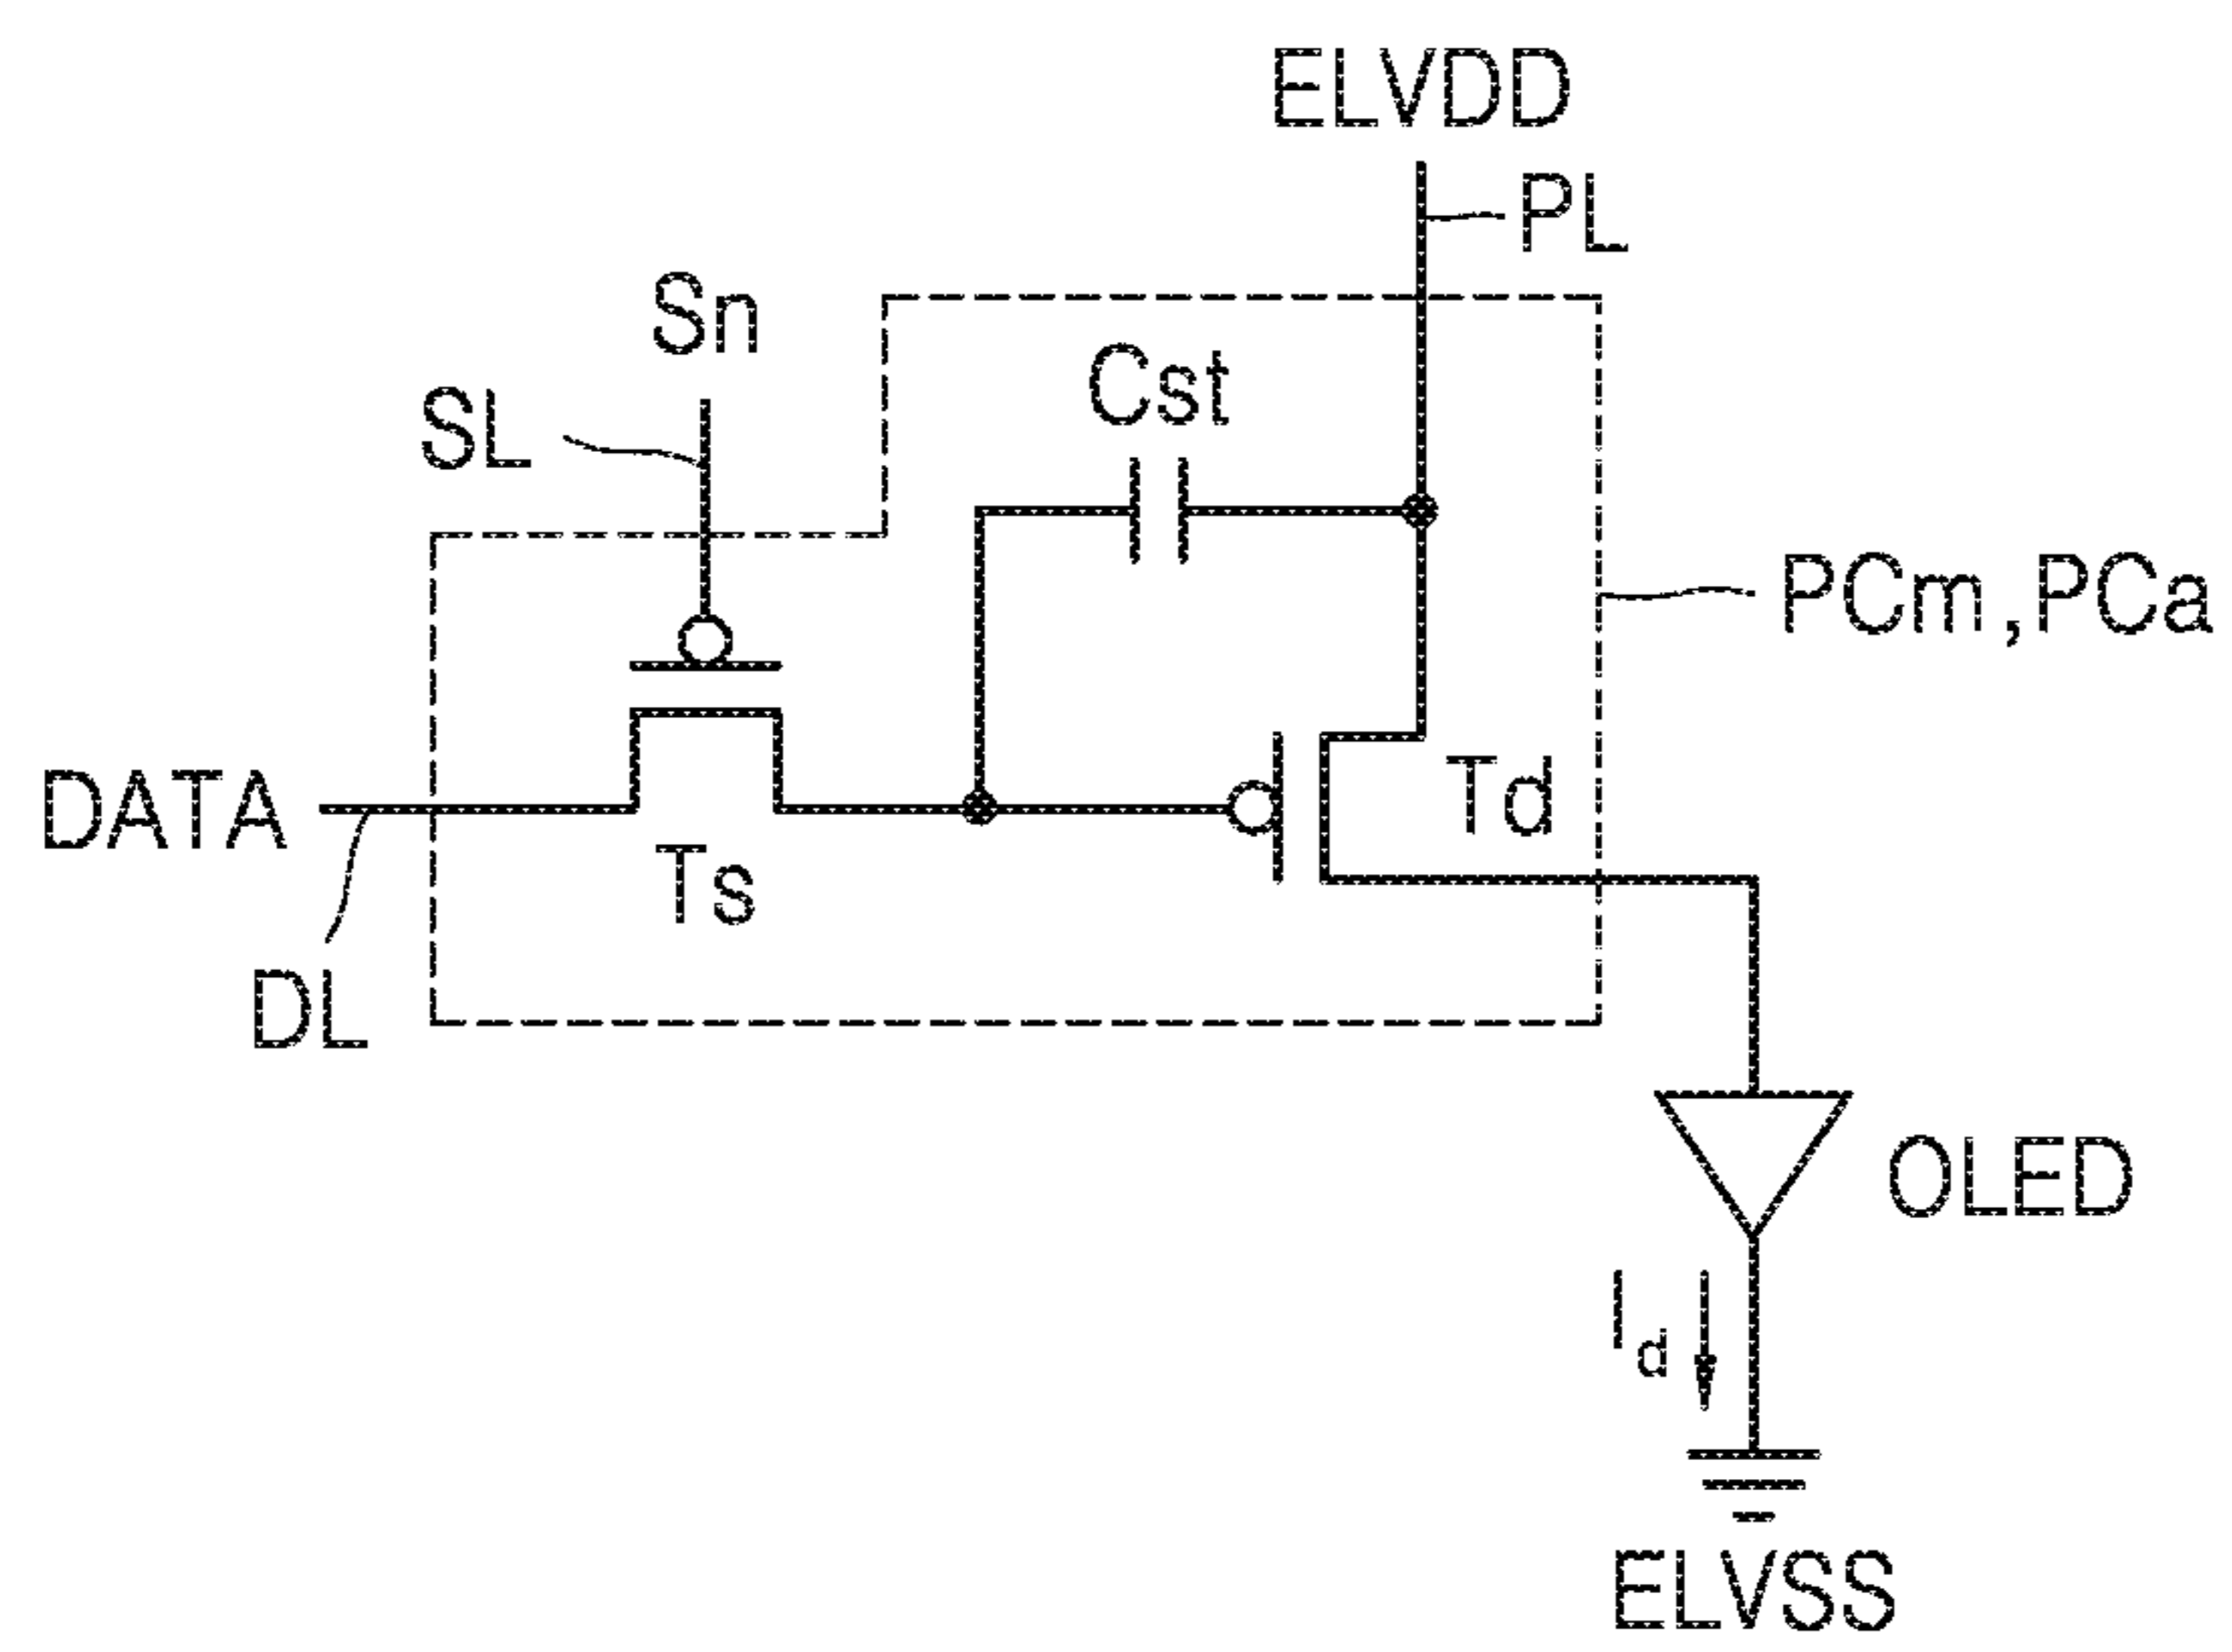 ELVDD
PL
Sn
SL
Cst
PCm,PCa
DATA
Td
Ts
DL
OLED
Id
ELVSS